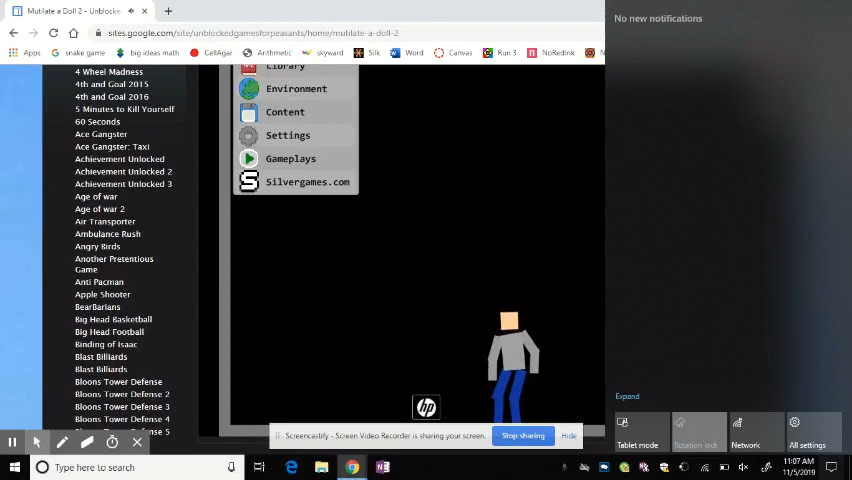 Mutilate a Doll 2 - Unblocke
No new notifications
sites.google.com/site/unblockedgamesforpeasants/home/mutilate-a-doll-2
Apps snake game big ideas math CellAgar Arithmetic skyward Silk Word Canvas Run 3 NoRedInk N
4 Wheel Madness
4th and Goal 2015
4th and Goal 2016
5 Minutes to Kill Yourself
60 Seconds
Ace Gangster
Ace Gangster: Taxi
Achievement Unlocked
Achievement Unlocked 2
Achievement Unlocked 3
Age of war
Age of war 2
Air Transporter
Ambulance Rush
Angry Birds
Another Pretentious
Game
Anti Pacman
Apple Shooter
BearBarians
Big Head Basketball
Big Head Football
Binding of Isaac
Blast Billiards
Blast Billiards
Bloons Tower Defense
Bloons Tower Defense 2
Bloons Tower Defense 3
Bloons Tower Defense 4
Bloons Tower Defense 5
Library
Environment
Content
Settings
Gameplays
Silvergames.com
hp
Screencastify - Screen Video Recorder is sharing your screen. Stop sharing Hide
Expand
Tablet mode Rotation lock Network All settings
Type here to search
11:07 AM
11/5/2019